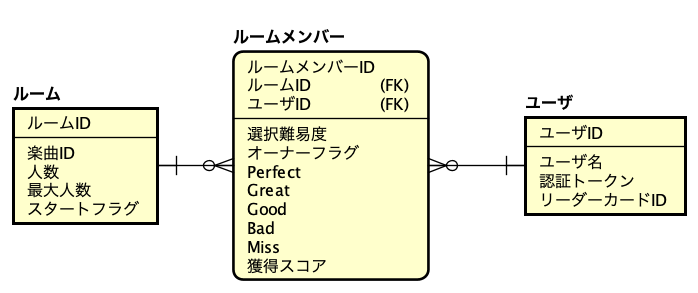 ルーム
ルームID
楽曲ID
人数
最大人数
スタートフラグ
ルームメンバー
ルームメンバーID
ルームID (FK)
ユーザID (FK)
選択難易度
オーナーフラグ
Perfect
Great
Good
Bad
Miss
獲得スコア
ユーザ
ユーザID
ユーザ名
認証トークン
リーダーカードID